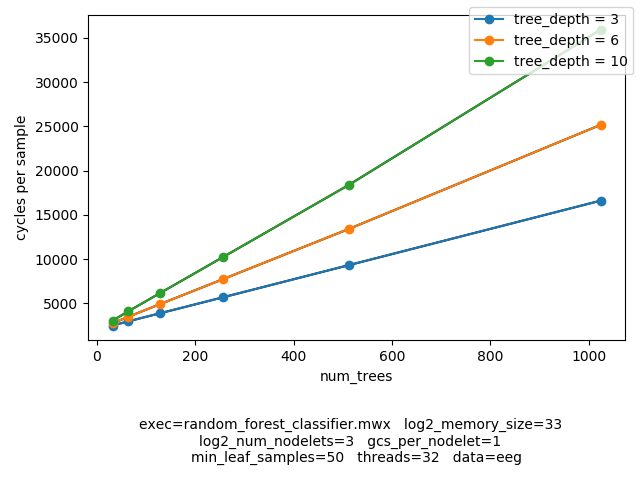 tree_depth = 3
tree_depth = 6
tree_depth = 10
35000
30000
25000
20000
15000
10000
5000
cycles per sample
0 200 400 600 800 1000
num_trees
exec=random_forest_classifier.mwx log2_memory_size=33
log2_num_nodelets=3 gcs_per_nodelet=1
min_leaf_samples=50 threads=32 data=eeg